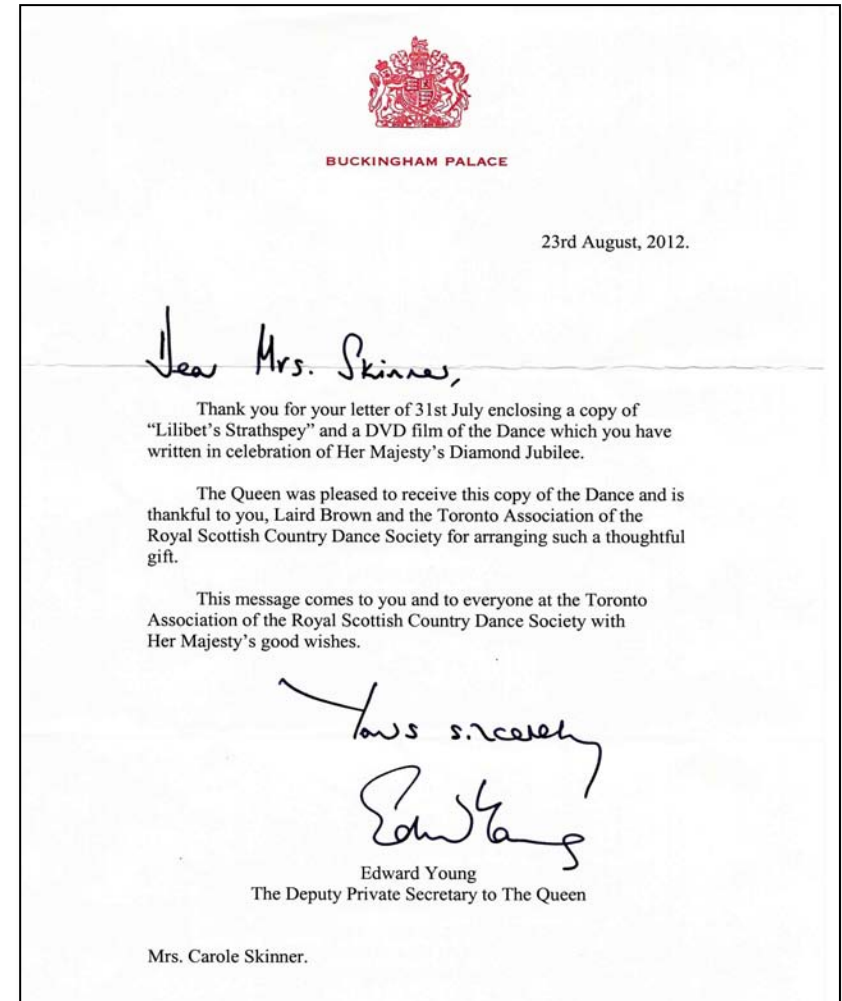 BUCKINGHAM PALACE
23rd August, 2012.
Dear Mrs. Skinner,
Thank you for your letter of 31st July enclosing a copy of
“Lilibet’s Strathspey” and a DVD film of the Dance which you have
written in celebration of Her Majesty’s Diamond Jubilee.
The Queen was pleased to receive this copy of the Dance and is
thankful to you, Laird Brown and the Toronto Association of the
Royal Scottish Country Dance Society for arranging such a thoughtful
gift.
This message comes to you and to everyone at the Toronto
Association of the Royal Scottish Country Dance Society with
Her Majesty’s good wishes.
Yours sincerely
Edward Young
Edward Young
The Deputy Private Secretary to The Queen
Mrs. Carole Skinner.